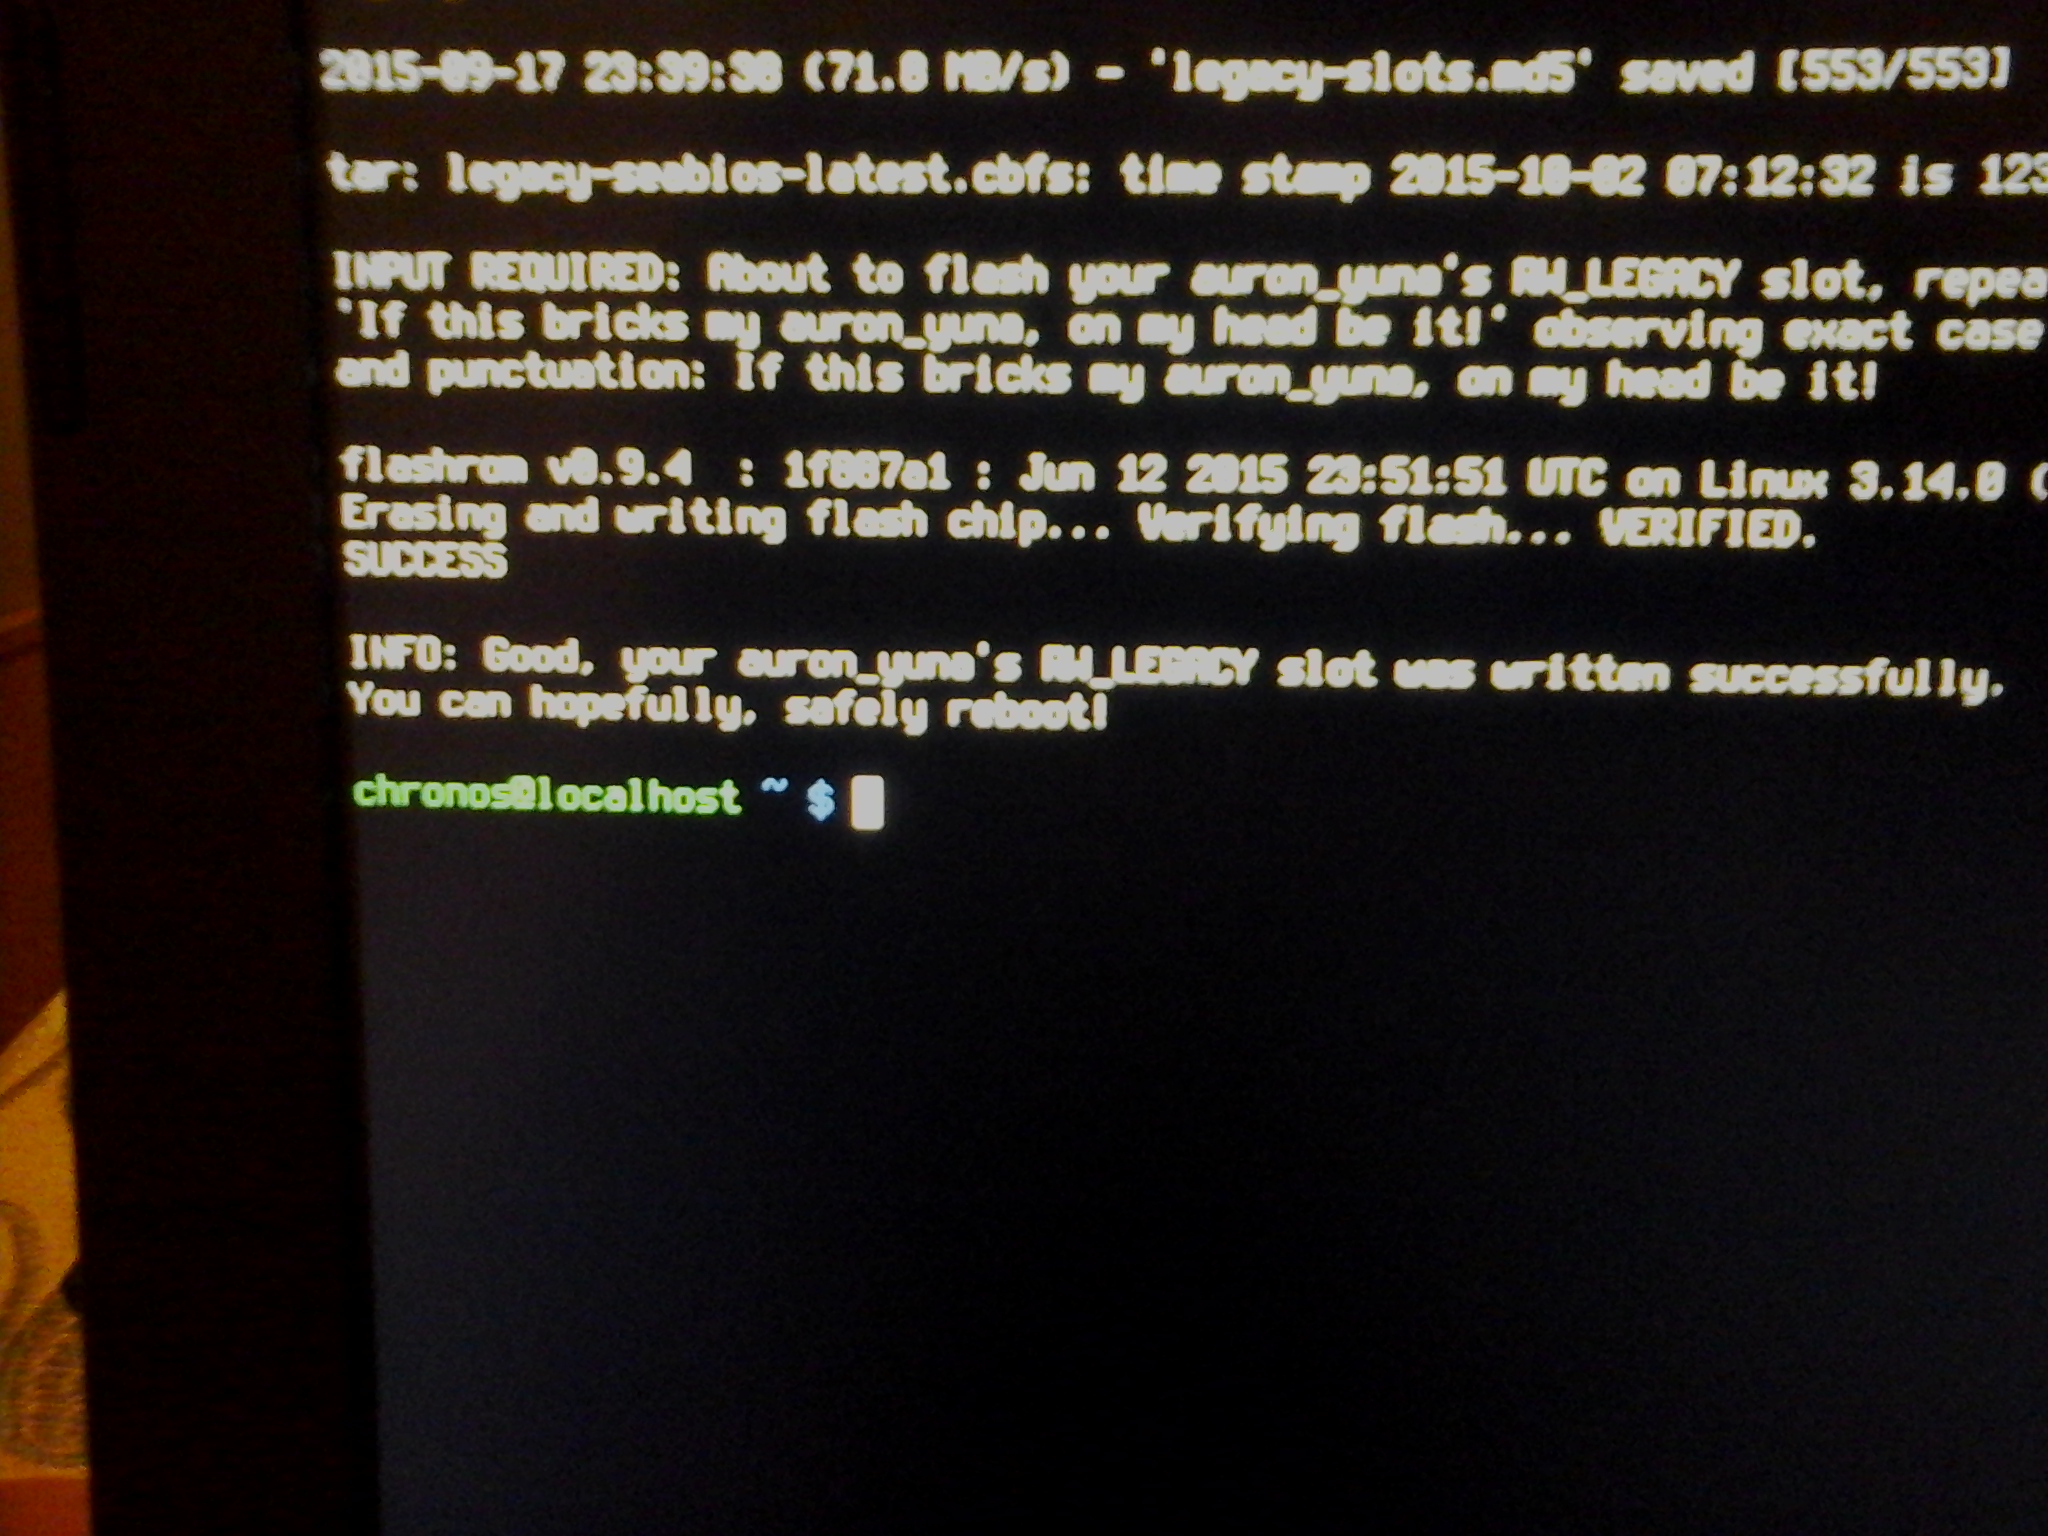 2015-09-17 23:39:38 (71.8 MB/s) - 'legacy-slots.md5' saved [553/553]
tar: legacy-seabios-latest.cbfs: time stamp 2015-10-02 07:12:32 is 123
INPUT REQUIRED: About to flash your auron_yuna's RW_LEGACY slot, repea
'If this bricks my auron_yuna, on my head be it!' observing exact case
and punctuation: If this bricks my auron_yuna, on my head be it!
flashrom v0.9.4 : : Jun 12 2015 23:51:51 UTC on Linux 3.14.0 (
Erasing and writing flash chip... Verifying flash... VERIFIED.
SUCCESS
INFO: Good, your auron_yuna's RW_LEGACY slot was written successfully.
You can hopefully, safely reboot!
chronos@localhost ~ $